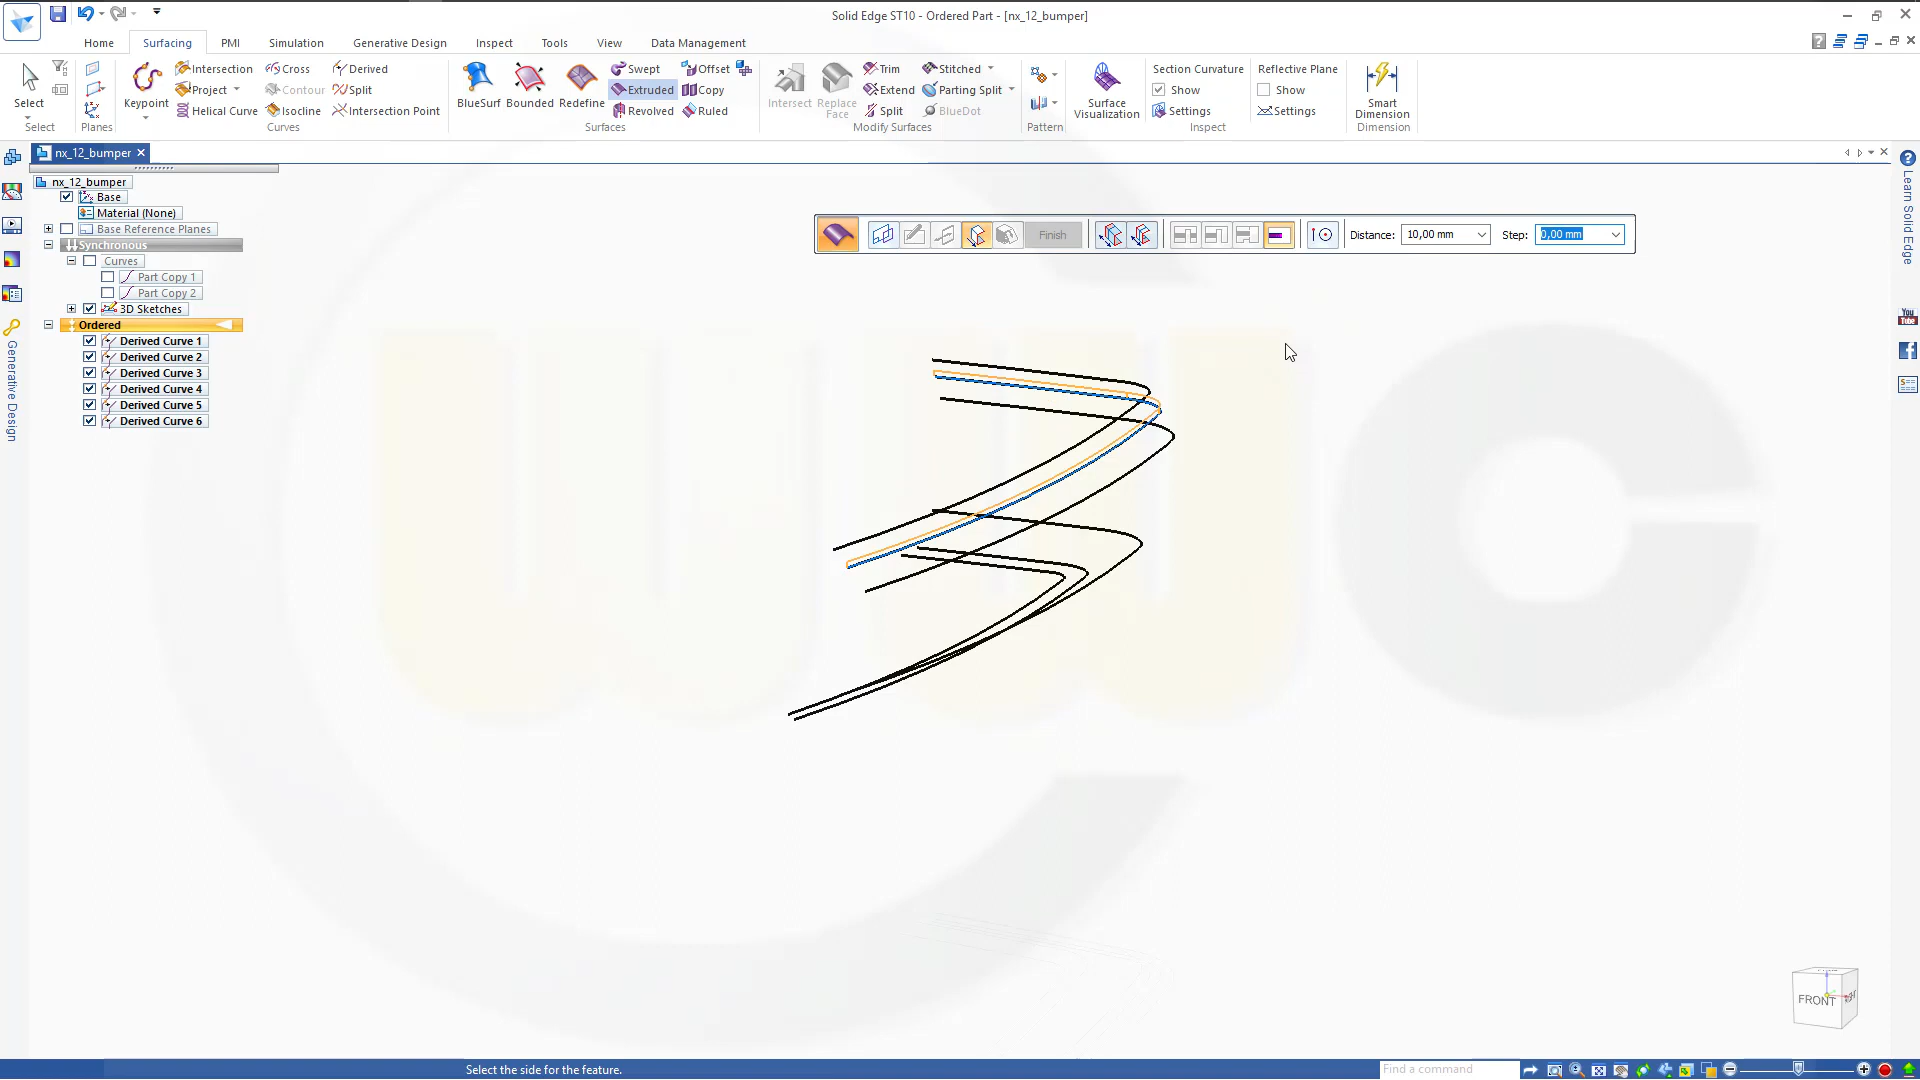 Solid Edge ST10 - Ordered Part - [nx_12_bumper]
Home Surfacing PMI Simulation Generative Design Inspect Tools View Data Management
Intersection Cross Derived Swept Offset Trim Stitched Section Curvature Reflective Plane
Select Keypoint Project Contour Split BlueSurf Bounded Redefine Extruded Copy Intersect Replace Face Extend Parting Split Surface Visualization Show Show Smart Dimension
Helical Curve Isocline Intersection Point Revolved Ruled Split BlueDot Settings Settings
Select Planes Curves Surfaces Modify Surfaces Pattern Inspect Dimension
nx_12_bumper
nx_12_bumper
Base
Material (None)
Base Reference Planes
Synchronous
Curves
Part Copy 1
Part Copy 2
3D Sketches
Ordered
Derived Curve 1
Derived Curve 2
Derived Curve 3
Derived Curve 4
Derived Curve 5
Derived Curve 6
Generative Design
Finish Distance: 10,00 mm Step: 0,00 mm
Learn Solid Edge
You
Tube
FRONT
Select the side for the feature.
Find a command